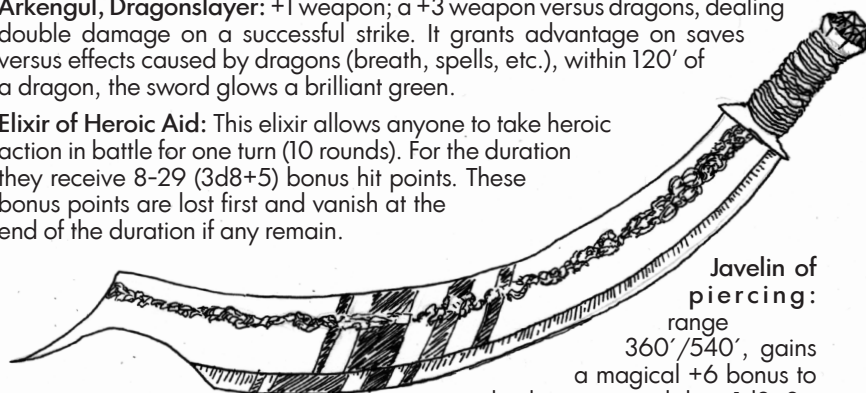 Arkengul, Dragonslayer: +1 weapon; a +3 weapon versus dragons, dealing
double damage on a successful strike. It grants advantage on saves
versus effects caused by dragons (breath, spells, etc.), within 120′ of
a dragon, the sword glows a brilliant green.
Elixir of Heroic Aid: This elixir allows anyone to take heroic
action in battle for one turn (10 rounds). For the duration
they receive 8-29 (3d8+5) bonus hit points. These
bonus points are lost first and vanish at the
end of the duration if any remain.
Javelin of
piercing:
range
360′/540′, gains
a magical +6 bonus to